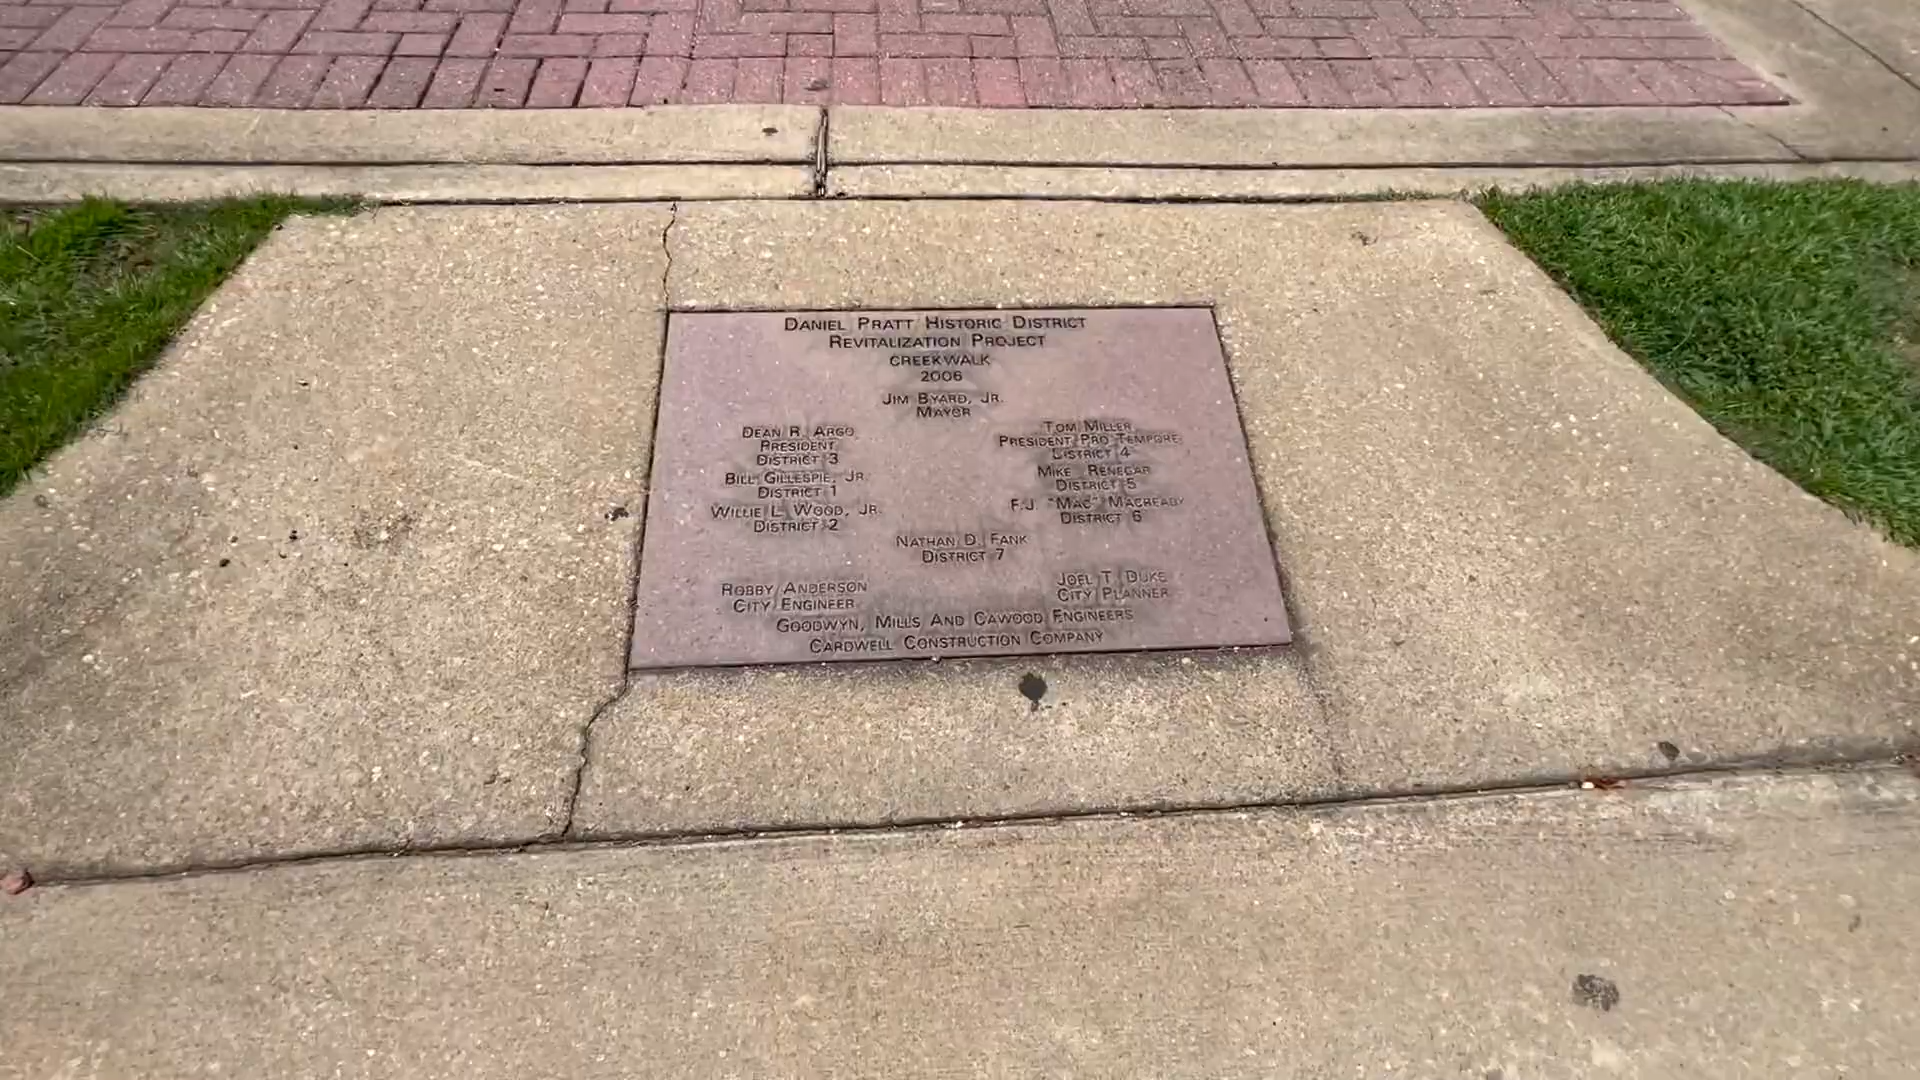 DANIEL PRATT HISTORIC DISTRICT
REVITALIZATION PROJECT
CREEKWALK
2006
JIM BYARD, JR.
MAYOR
DEAN R. ARGO
PRESIDENT
DISTRICT 3
BILL GILLESPIE, JR.
DISTRICT 1
WILLIE L. WOOD, JR.
DISTRICT 2
TOM MILLER
PRESIDENT PRO TEMPORE
DISTRICT 4
MIKE RENEGAR
DISTRICT 5
F.J. "MAC" MACREADY
DISTRICT 6
NATHAN D. FANK
DISTRICT 7
ROBBY ANDERSON
CITY ENGINEER
JOEL T. DUKE
CITY PLANNER
GOODWYN, MILLS AND CAWOOD ENGINEERS
CARDWELL CONSTRUCTION COMPANY